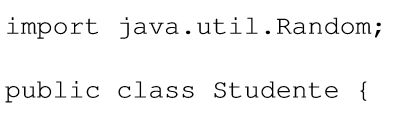 import java.util.Random;
public class Studente {